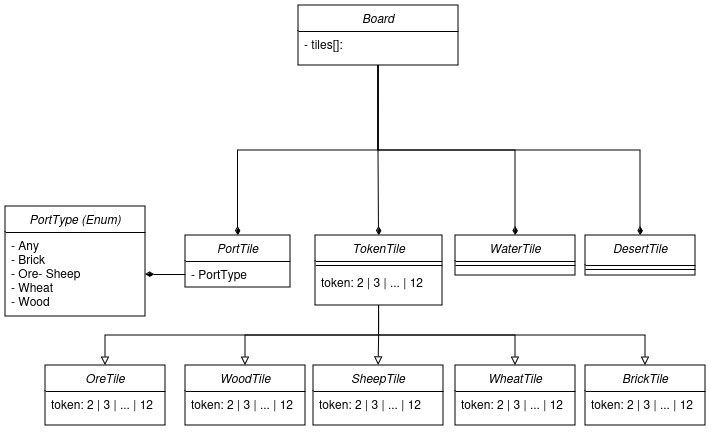 Board
- tiles[]:
PortType (Enum)
- Any
- Brick
- Ore- Sheep
- Wheat
- Wood
PortTile
- PortType
TokenTile
token: 2 | 3 | ... | 12
WaterTile
DesertTile
OreTile
token: 2 | 3 | ... | 12
WoodTile
token: 2 | 3 | ... | 12
SheepTile
token: 2 | 3 | ... | 12
WheatTile
token: 2 | 3 | ... | 12
BrickTile
token: 2 | 3 | ... | 12